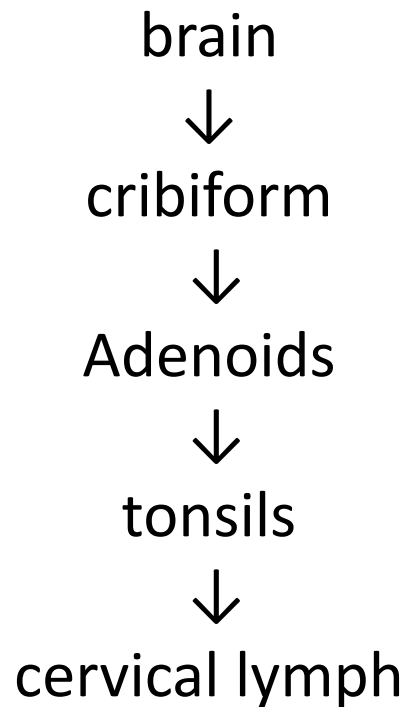 brain
↓
cribiform
↓
Adenoids
↓
tonsils
↓
cervical lymph